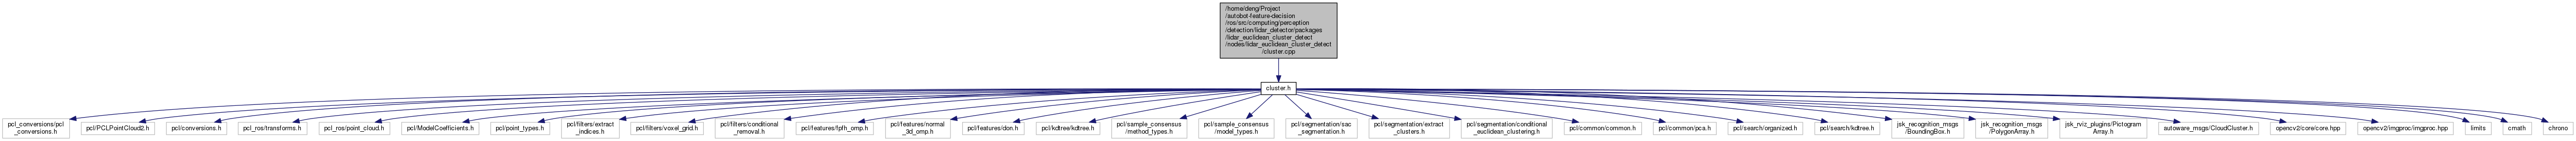 /home/deng/Project
/autobot-feature-decision
/ros/src/computing/perception
/detection/lidar_detector/packages
/lidar_euclidean_cluster_detect
/nodes/lidar_euclidean_cluster_detect
/cluster.cpp
cluster.h
pcl_conversions/pcl
_conversions.h
pcl/PCLPointCloud2.h
pcl/conversions.h
pcl_ros/transforms.h
pcl_ros/point_cloud.h
pcl/ModelCoefficients.h
pcl/point_types.h
pcl/filters/extract
_indices.h
pcl/filters/voxel_grid.h
pcl/filters/conditional
_removal.h
pcl/features/fpfh_omp.h
pcl/features/normal
_3d_omp.h
pcl/features/don.h
pcl/kdtree/kdtree.h
pcl/sample_consensus
/method_types.h
pcl/sample_consensus
/model_types.h
pcl/segmentation/sac
_segmentation.h
pcl/segmentation/extract
_clusters.h
pcl/segmentation/conditional
_euclidean_clustering.h
pcl/common/common.h
pcl/common/pca.h
pcl/search/organized.h
pcl/search/kdtree.h
jsk_recognition_msgs
/BoundingBox.h
jsk_recognition_msgs
/PolygonArray.h
jsk_rviz_plugins/Pictogram
Array.h
autoware_msgs/CloudCluster.h
opencv2/core/core.hpp
opencv2/imgproc/imgproc.hpp
limits
cmath
chrono